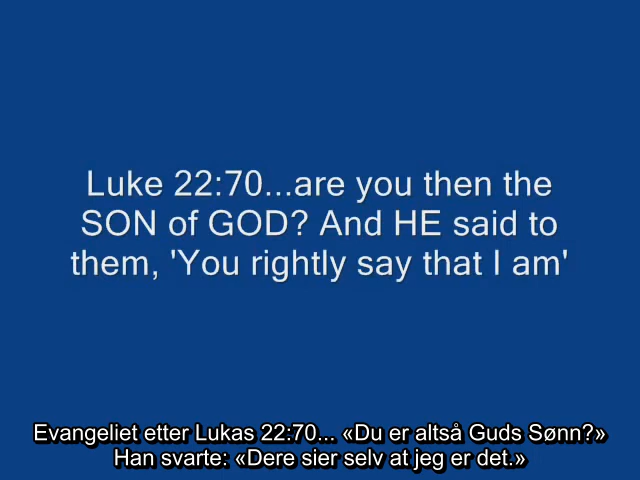 Luke 22:70...are you then the
SON of GOD? And HE said to
them, 'You rightly say that I am'
Evangeliet etter Lukas 22:70... «Du er altså Guds Sønn?»
Han svarte: «Dere sier selv at jeg er det.»